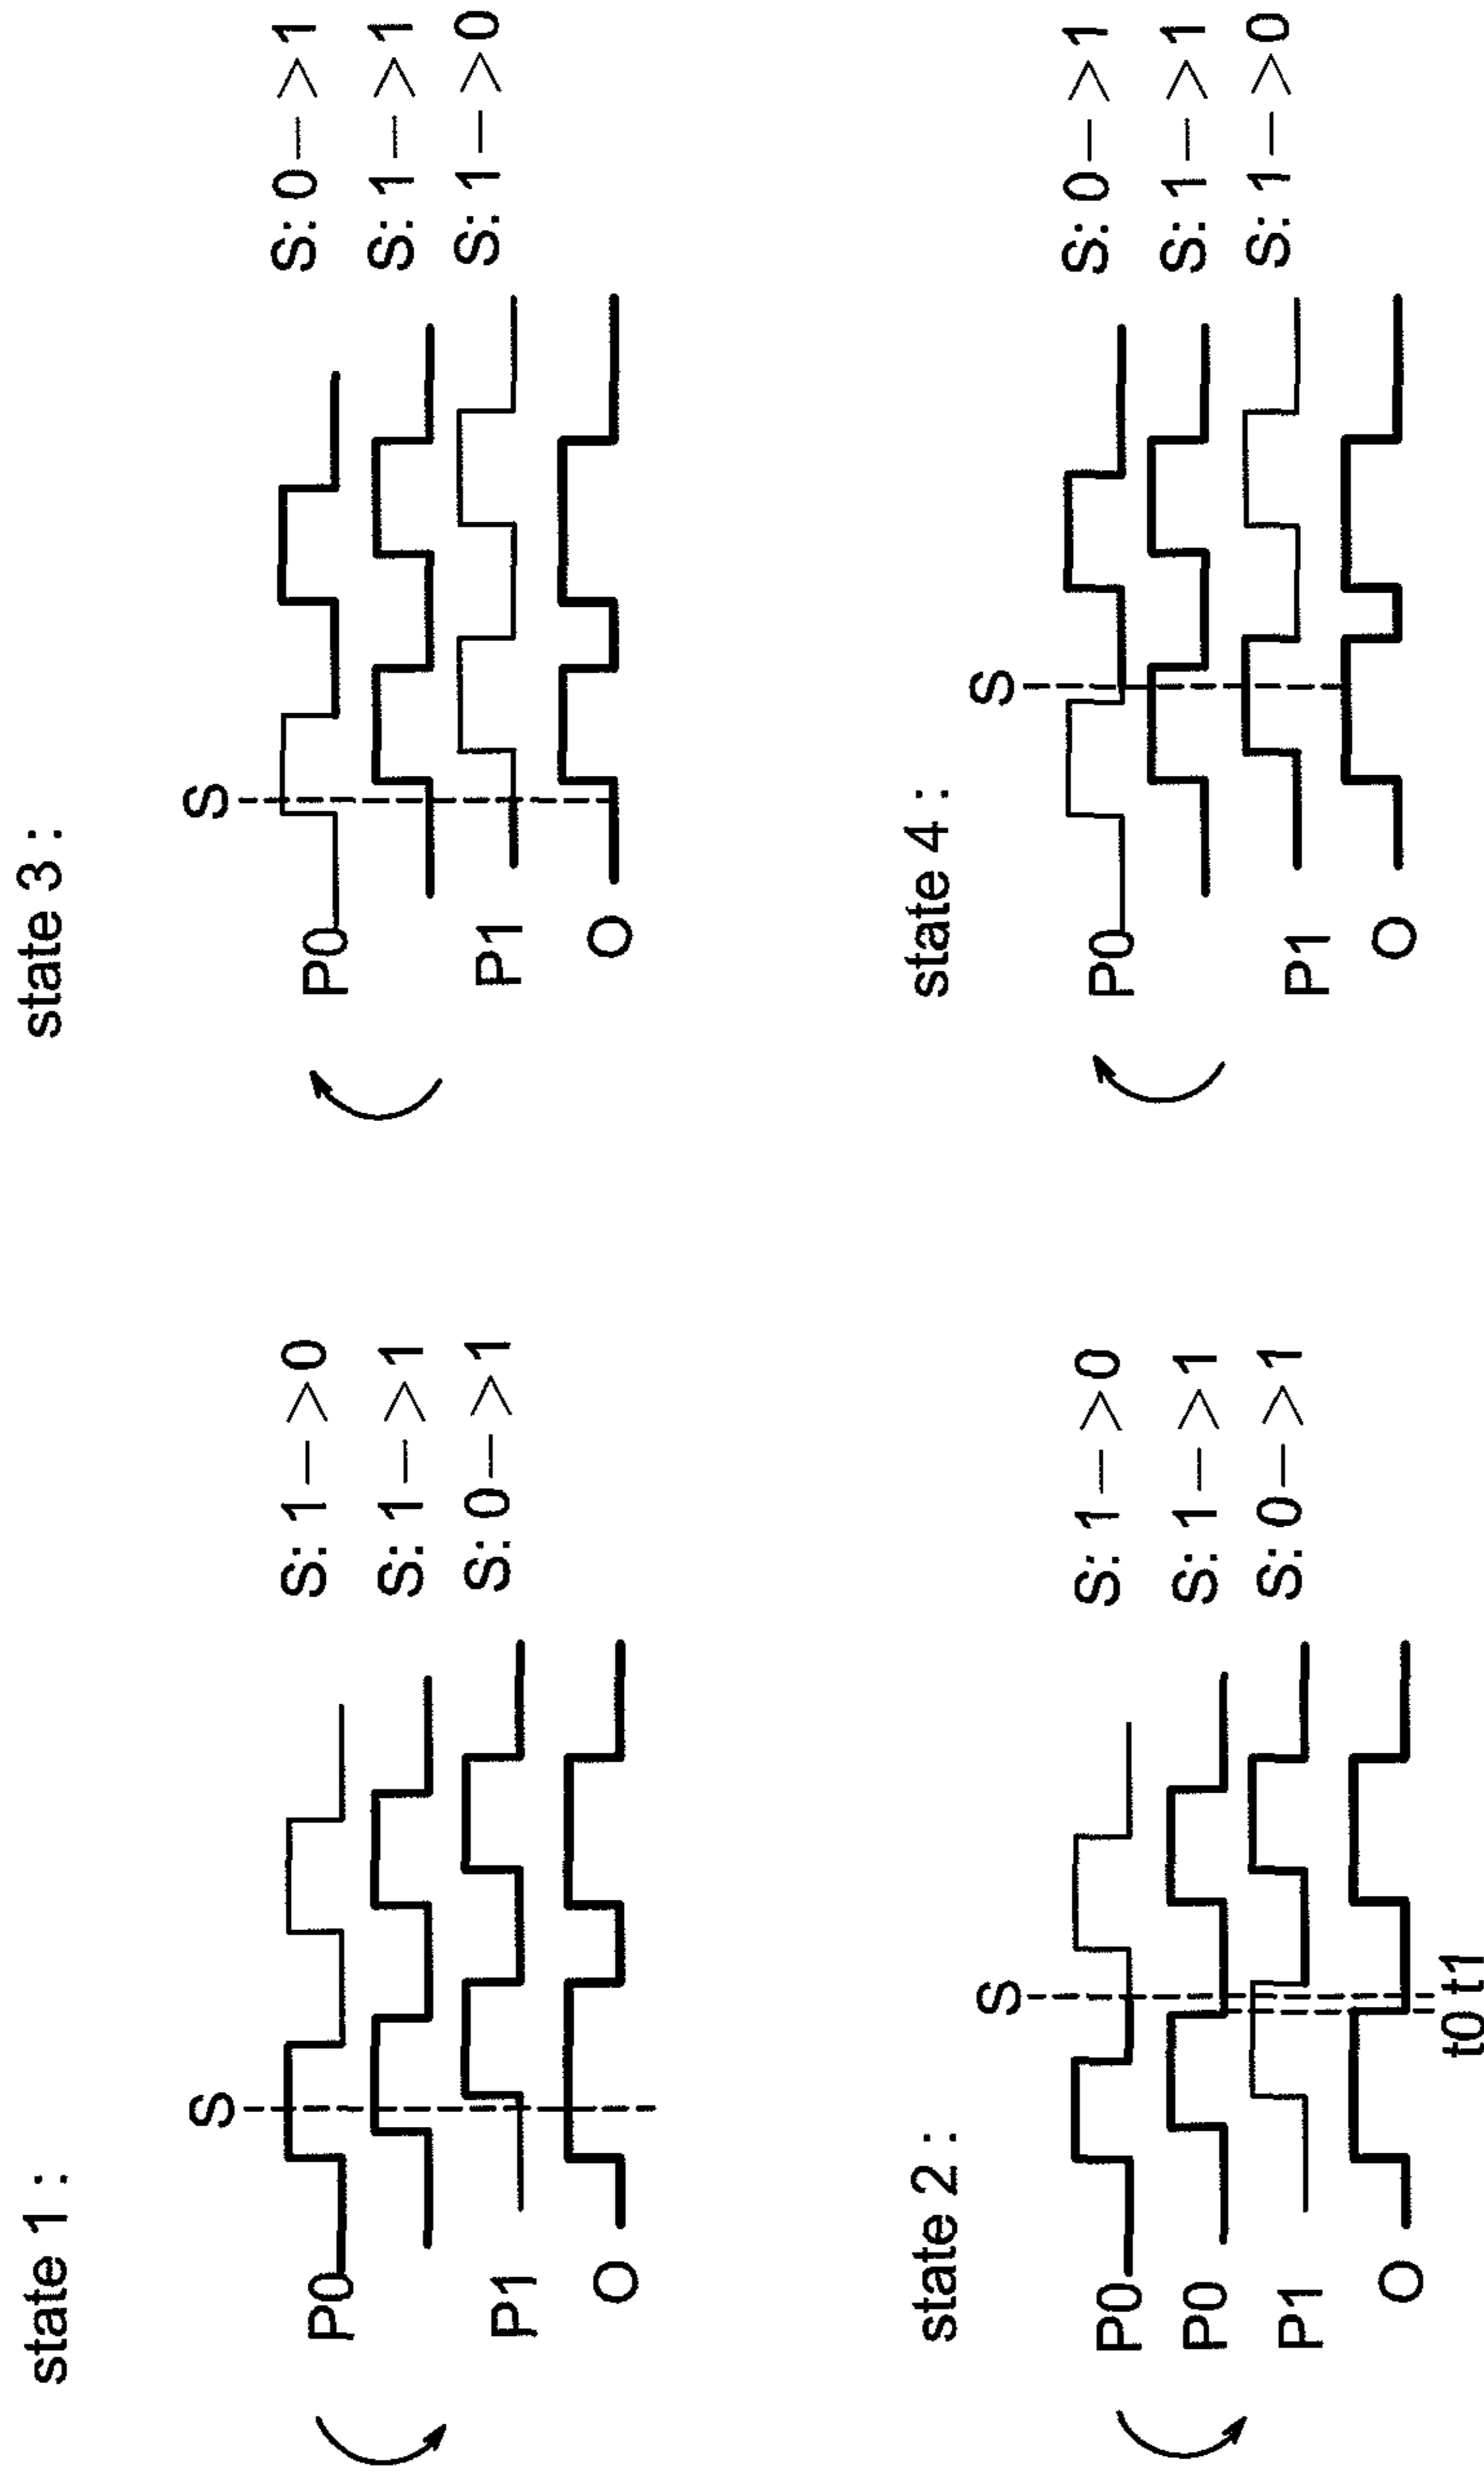 state 1 :
S
P0
S: 1 — > 0
S: 1 — > 1
P1
S: 0 — > 1
O
state 2 :
S
P0
S: 1 — > 0
P0
S: 1 — > 1
P1
S: 0 — > 1
O
t0 t1
state 3 :
S
P0
S: 0 — > 1
S: 1 — > 1
P1
S: 1 — > 0
O
state 4 :
S
P0
S: 0 — > 1
S: 1 — > 1
P1
S: 1 — > 0
O